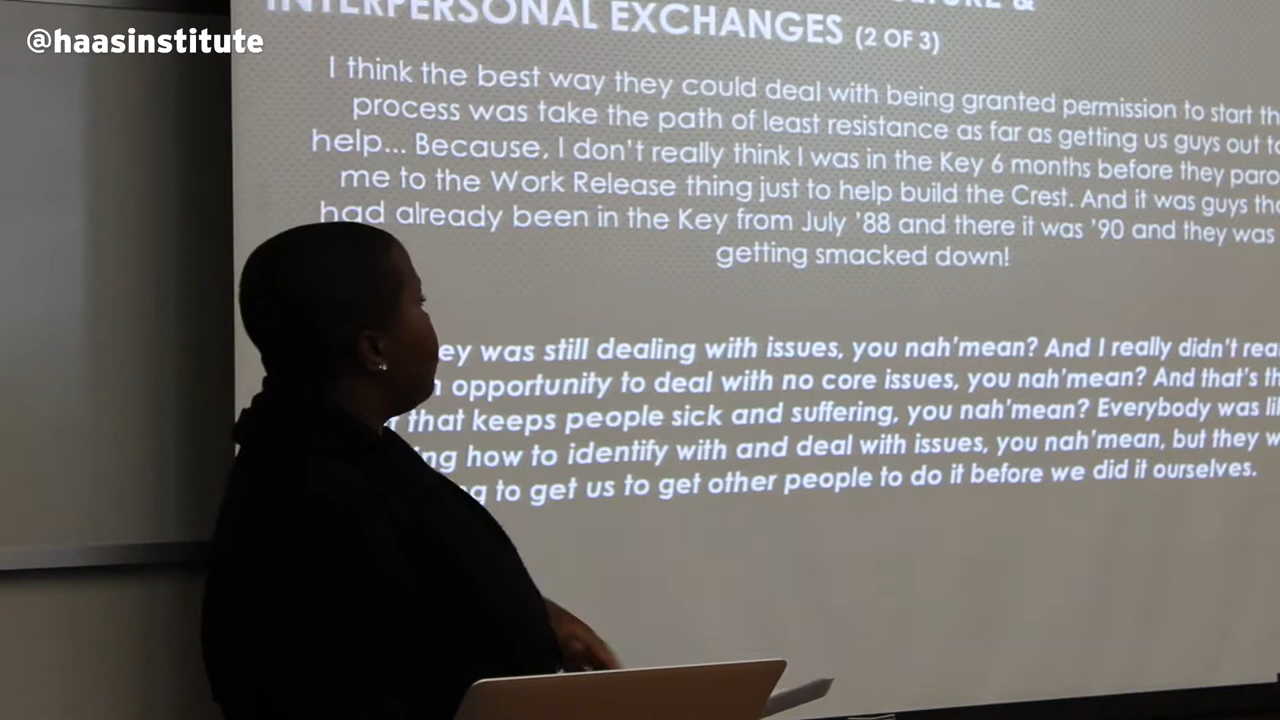 @haasinstitute
INTERPERSONAL EXCHANGES (2 OF 3)
I think the best way they could deal with being granted permission to start
process was take the path of least resistance as far as getting us guys out
help... Because, I don't really think I was in the Key 6 months before they
me to the Work Release thing just to help build the Crest. And it was guys
had already been in the Key from July '88 and there it was '90 and they was
getting smacked down!
was still dealing with issues, you nah'mean? And I really didn't
opportunity to deal with no core issues, you nah'mean? And that's
that keeps people sick and suffering, you nah'mean? Everybody was
how to identify with and deal with issues, you nah'mean, but they
to get us to get other people to do it before we did it ourselves.